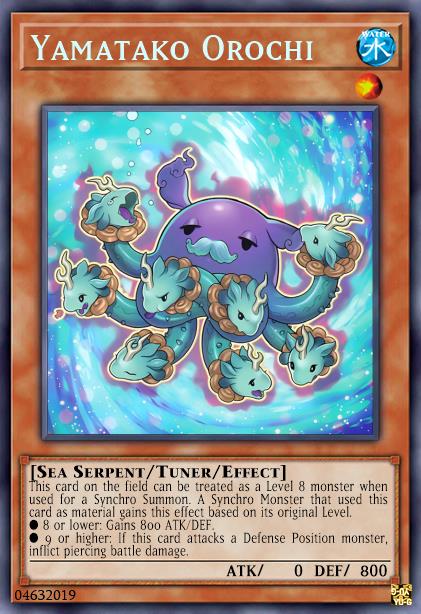 Yamatako Orochi
WATER
水
[Sea Serpent/Tuner/Effect]
This card on the field can be treated as a Level 8 monster when
used for a Synchro Summon. A Synchro Monster that used this
card as material gains this effect based on its original Level.
● 8 or lower: Gains 800 ATK/DEF.
● 9 or higher: If this card attacks a Defense Position monster,
inflict piercing battle damage.
ATK/ 0 DEF/ 800
04632019